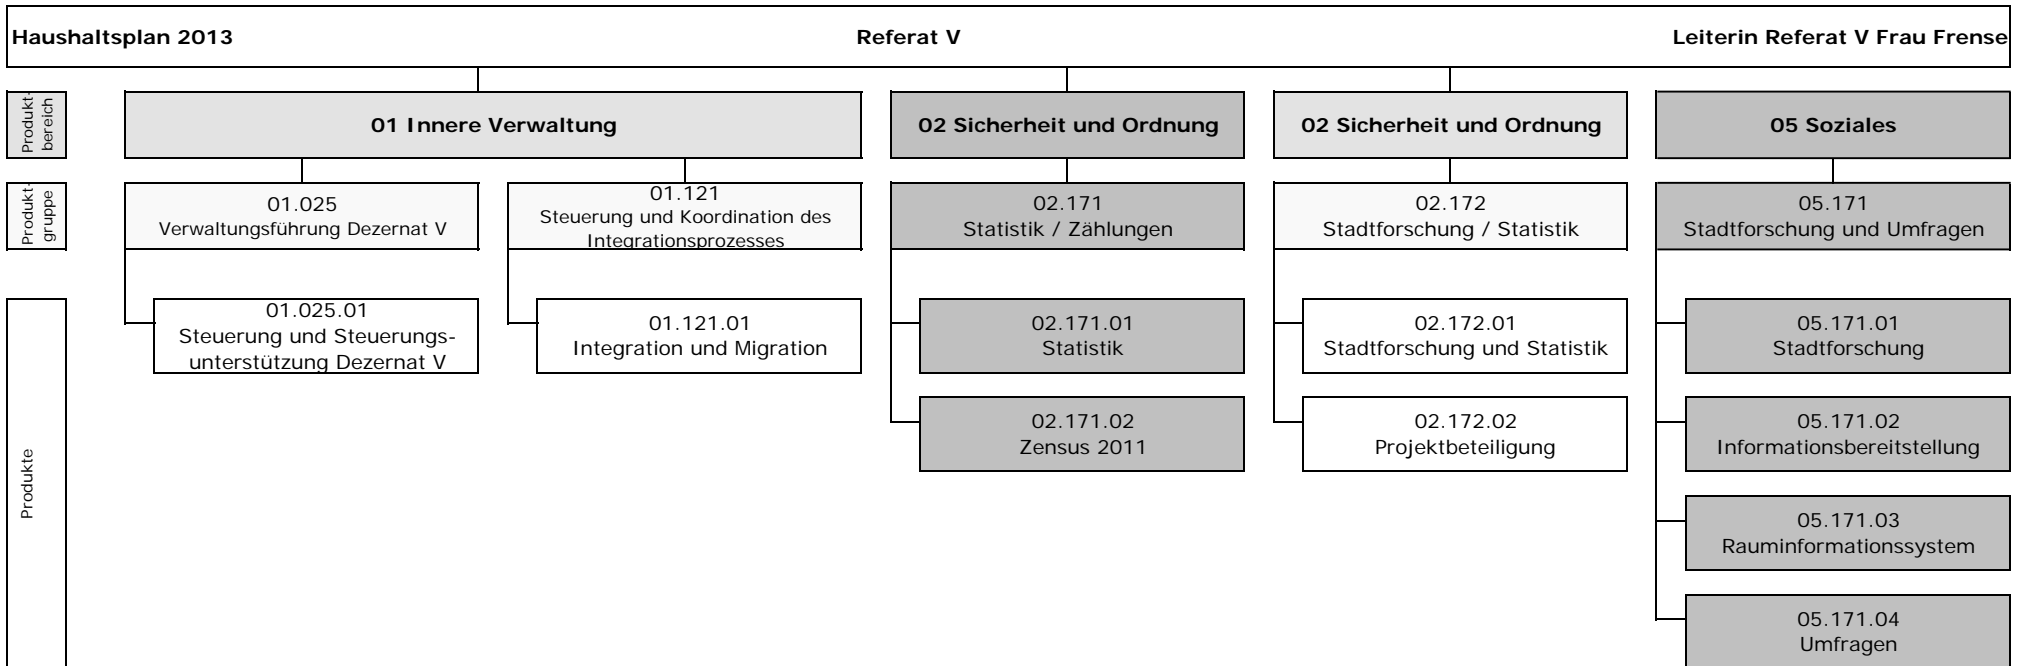 Haushaltsplan 2013
Referat V
Leiterin Referat V Frau Frense
Produkt-
bereich
01 Innere Verwaltung
02 Sicherheit und Ordnung
02 Sicherheit und Ordnung
05 Soziales
Produkt-
gruppe
01.025
Verwaltungsführung Dezernat V
01.121
Steuerung und Koordination des
Integrationsprozesses
02.171
Statistik / Zählungen
02.172
Stadtforschung / Statistik
05.171
Stadtforschung und Umfragen
Produkte
01.025.01
Steuerung und Steuerungs-
unterstützung Dezernat V
01.121.01
Integration und Migration
02.171.01
Statistik
02.172.01
Stadtforschung und Statistik
05.171.01
Stadtforschung
02.171.02
Zensus 2011
02.172.02
Projektbeteiligung
05.171.02
Informationsbereitstellung
05.171.03
Rauminformationssystem
05.171.04
Umfragen